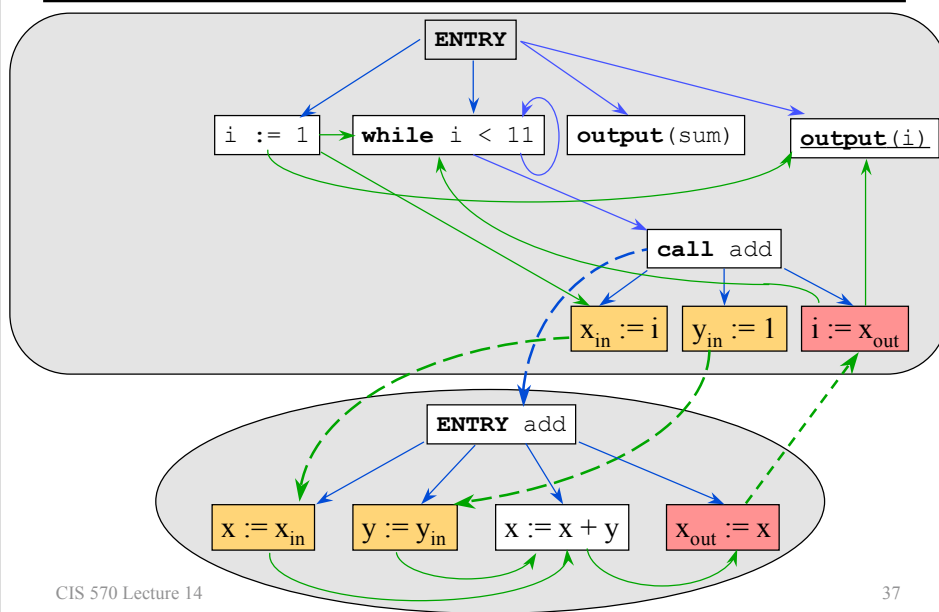 ENTRY
i := 1
while i < 11
output(sum)
output(i)
call add
x_in := i
y_in := 1
i := x_out
ENTRY add
x := x_in
y := y_in
x := x + y
x_out := x
CIS 570 Lecture 14
37